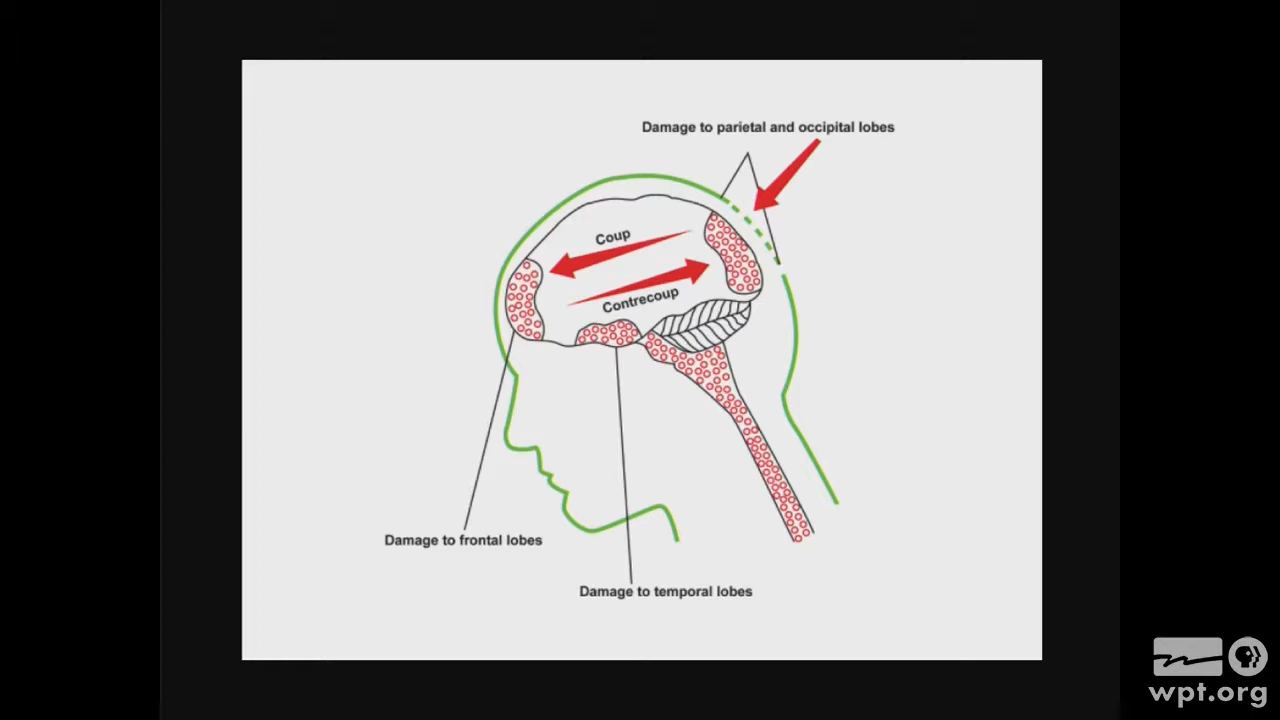 Damage to parietal and occipital lobes
Coup
Contrecoup
Damage to frontal lobes
Damage to temporal lobes
wpt.org